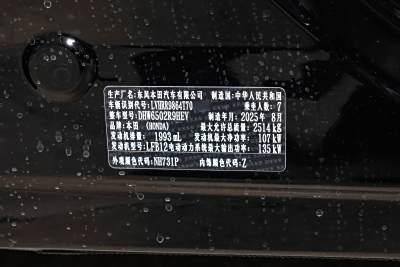 生产厂名：东风本田汽车有限公司 制造国：中华人民共和国
车辆识别代号：LVHRR9864T70 乘坐人数：7
整车型号：DHW6502R9HEV 制造年月：2025年 8月
品牌：本田 (HONDA) 最大允许总质量：2514 kg
发动机排量：1993 mL 发动机最大净功率：107 kW
发动机型号：LFB12 电动动力系统最大输出功率：135 kW
外观颜色代码：NH731P 内饰颜色代码：Z